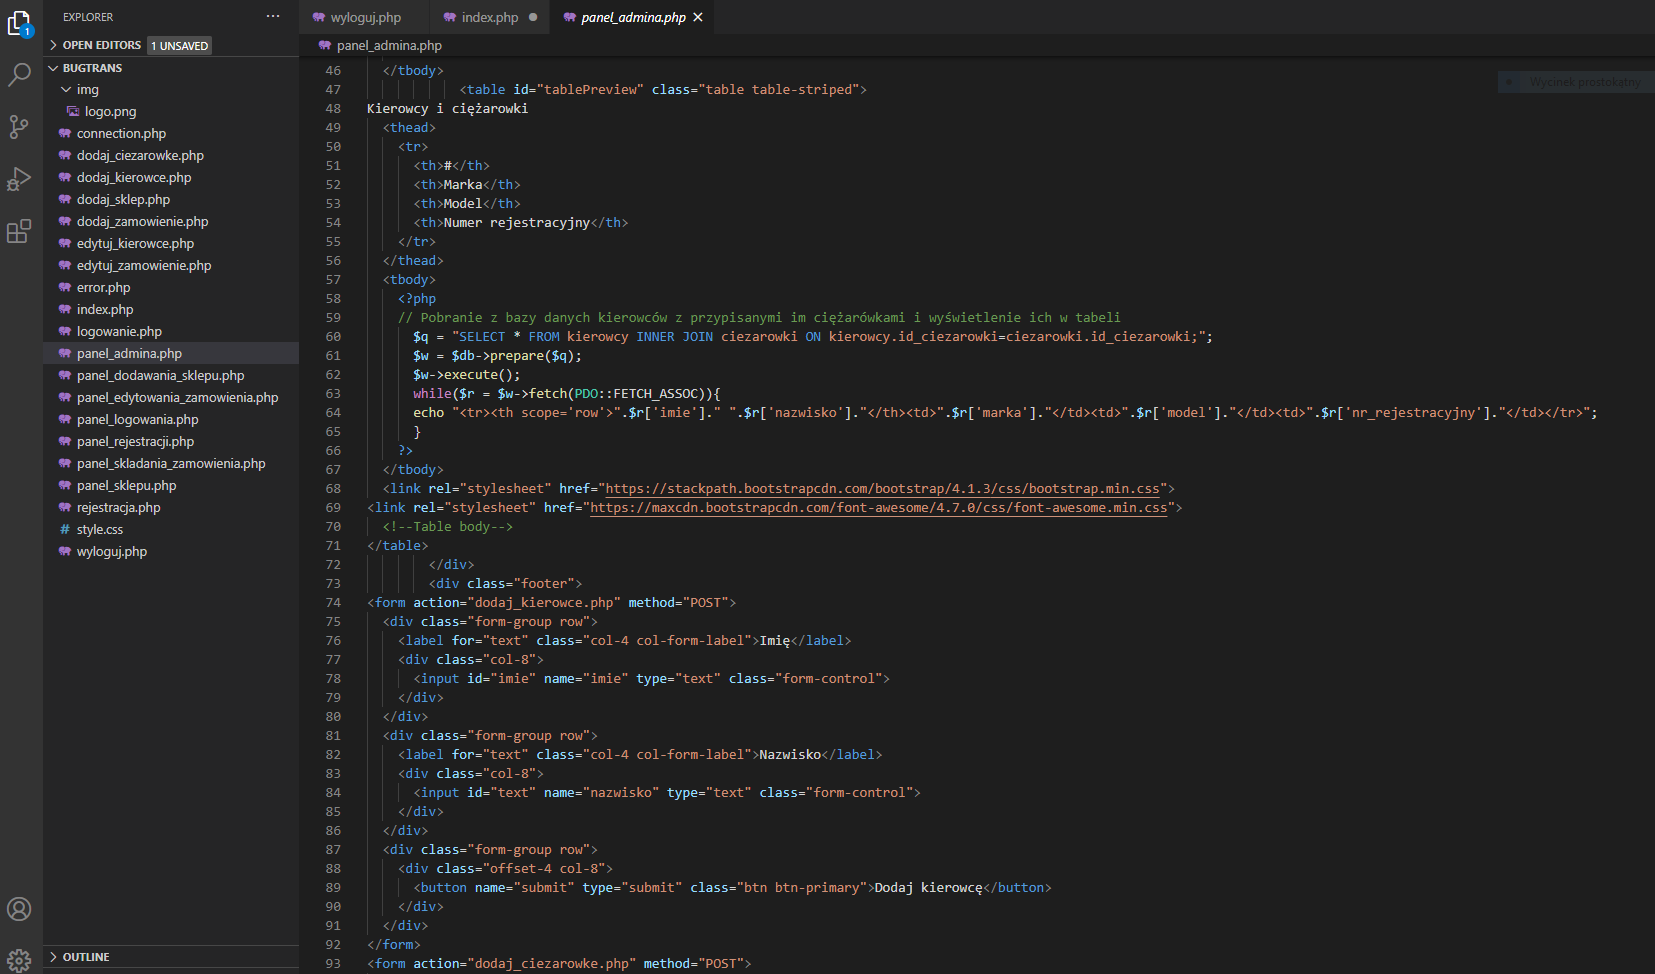 EXPLORER ...
OPEN EDITORS 1 UNSAVED
BUGTRANS
img
logo.png
connection.php
dodaj_ciezarowke.php
dodaj_kierowce.php
dodaj_sklep.php
dodaj_zamowienie.php
edytuj_kierowce.php
edytuj_zamowienie.php
error.php
index.php
logowanie.php
panel_admina.php
panel_dodawania_sklepu.php
panel_edytowania_zamowienia.php
panel_logowania.php
panel_rejestracji.php
panel_skladania_zamowienia.php
panel_sklepu.php
rejestracja.php
# style.css
wyloguj.php
OUTLINE
1
wyloguj.php index.php panel_admina.php
panel_admina.php
Wycinek prostokątny
46 </tbody>
47 <table id="tablePreview" class="table table-striped">
48 Kierowcy i ciężarowki
49 <thead>
50 <tr>
51 <th>#</th>
52 <th>Marka</th>
53 <th>Model</th>
54 <th>Numer rejestracyjny</th>
55 </tr>
56 </thead>
57 <tbody>
58 <?php
59 // Pobranie z bazy danych kierowców z przypisanymi im ciężarówkami i wyświetlenie ich w tabeli
60 $q = "SELECT * FROM kierowcy INNER JOIN ciezarowki ON kierowcy.id_ciezarowki=ciezarowki.id_ciezarowki;";
61 $w = $db->prepare($q);
62 $w->execute();
63 while($r = $w->fetch(PDO::FETCH_ASSOC)){
64 echo "<tr><th scope='row'>".$r['imie']." ".$r['nazwisko']."</th><td>".$r['marka']."</td><td>".$r['model']."</td><td>".$r['nr_rejestracyjny']."</td></tr>";
65 }
66 ?>
67 </tbody>
68 <link rel="stylesheet" href="https://stackpath.bootstrapcdn.com/bootstrap/4.1.3/css/bootstrap.min.css">
69 <link rel="stylesheet" href="https://maxcdn.bootstrapcdn.com/font-awesome/4.7.0/css/font-awesome.min.css">
70 <!--Table body-->
71 </table>
72 </div>
73 <div class="footer">
74 <form action="dodaj_kierowce.php" method="POST">
75 <div class="form-group row">
76 <label for="text" class="col-4 col-form-label">Imię</label>
77 <div class="col-8">
78 <input id="imie" name="imie" type="text" class="form-control">
79 </div>
80 </div>
81 <div class="form-group row">
82 <label for="text" class="col-4 col-form-label">Nazwisko</label>
83 <div class="col-8">
84 <input id="text" name="nazwisko" type="text" class="form-control">
85 </div>
86 </div>
87 <div class="form-group row">
88 <div class="offset-4 col-8">
89 <button name="submit" type="submit" class="btn btn-primary">Dodaj kierowcę</button>
90 </div>
91 </div>
92 </form>
93 <form action="dodaj_ciezarowke.php" method="POST">